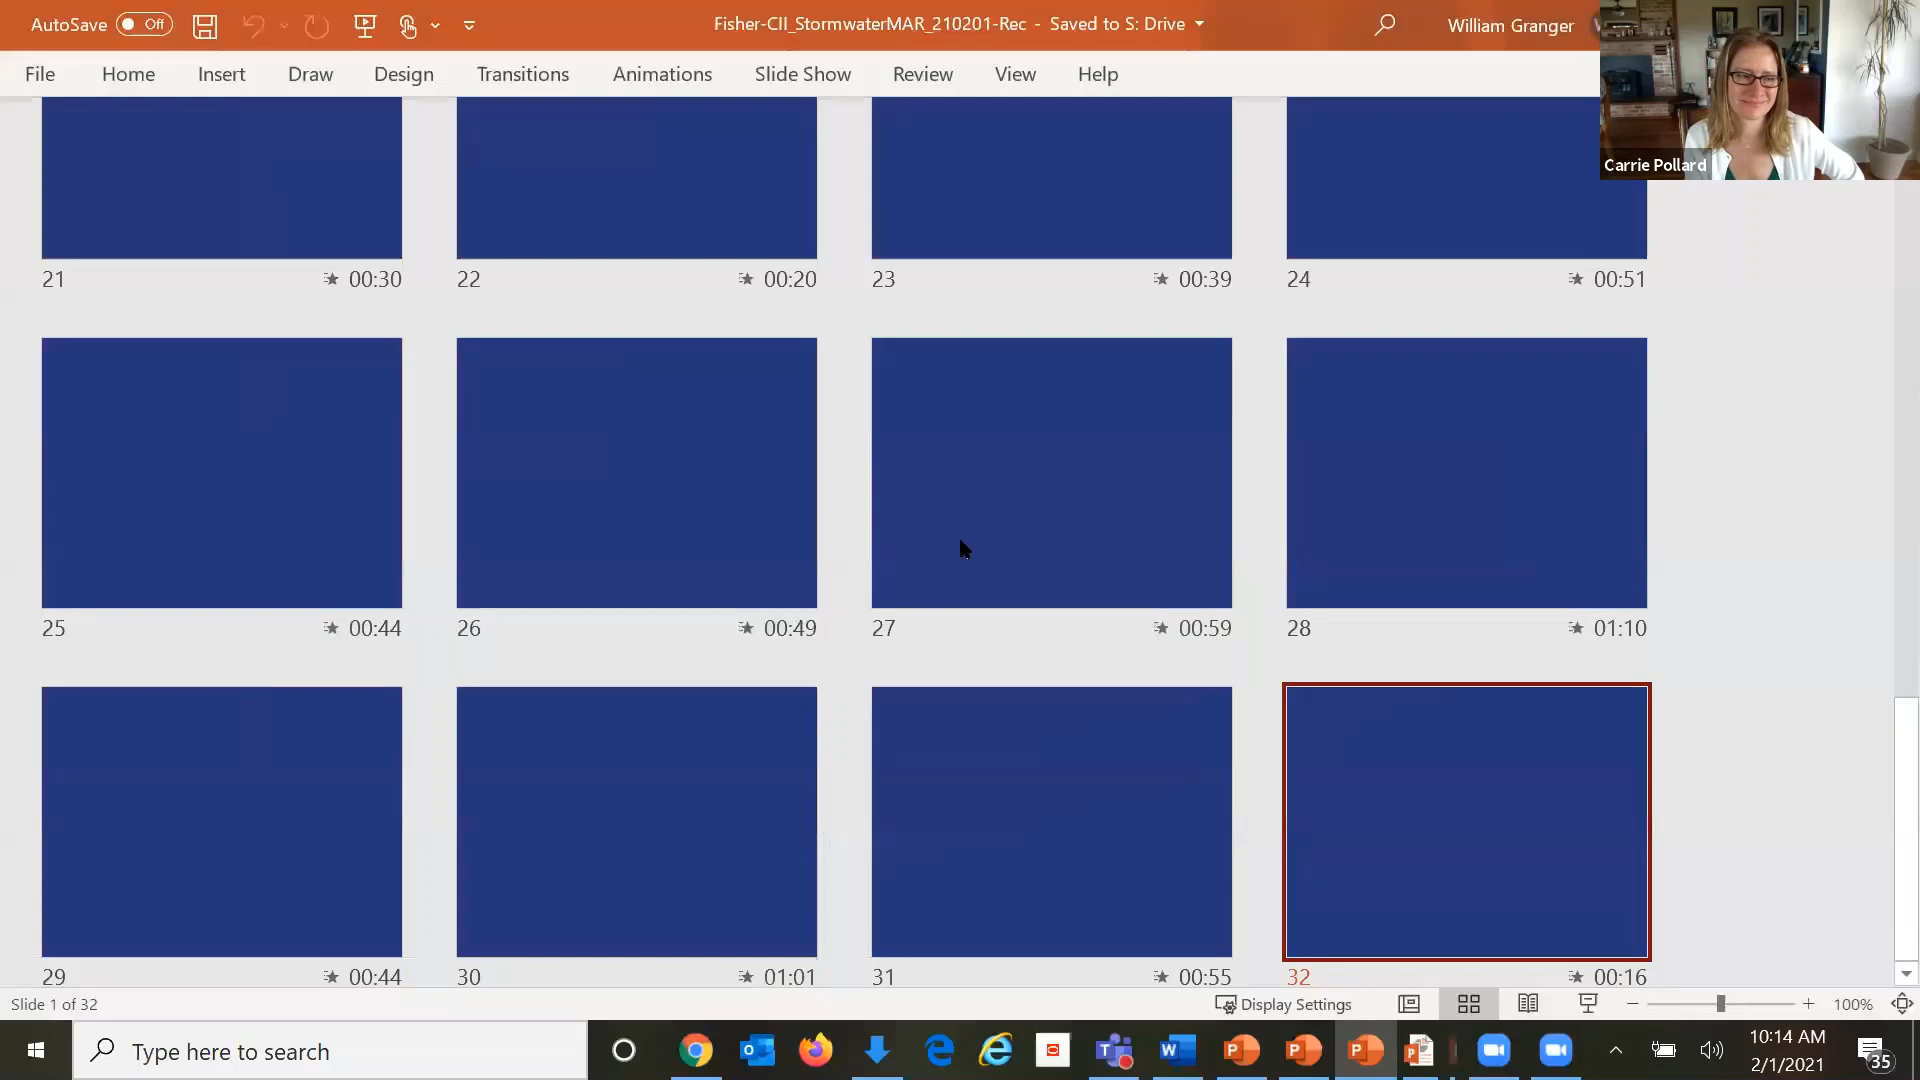 AutoSave Off
Fisher-CII_StormwaterMAR_210201-Rec - Saved to S: Drive
William Granger
File Home Insert Draw Design Transitions Animations Slide Show Review View Help
Carrie Pollard
21 00:30 22 00:20 23 00:39 24 00:51
25 00:44 26 00:49 27 00:59 28 01:10
29 00:44 30 01:01 31 00:55 32 00:16
Slide 1 of 32
Display Settings
100%
Type here to search
10:14 AM
2/1/2021
35